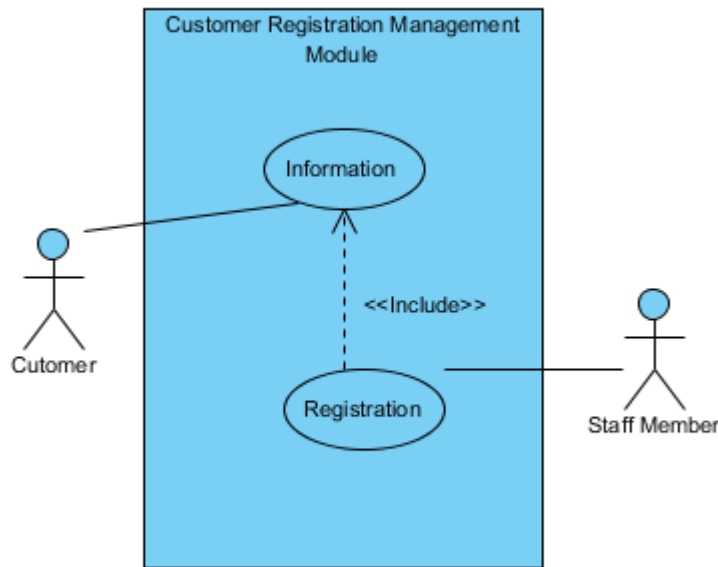 Customer Registration Management
Module
Information
<<Include>>
Cutomer
Registration
Staff Member